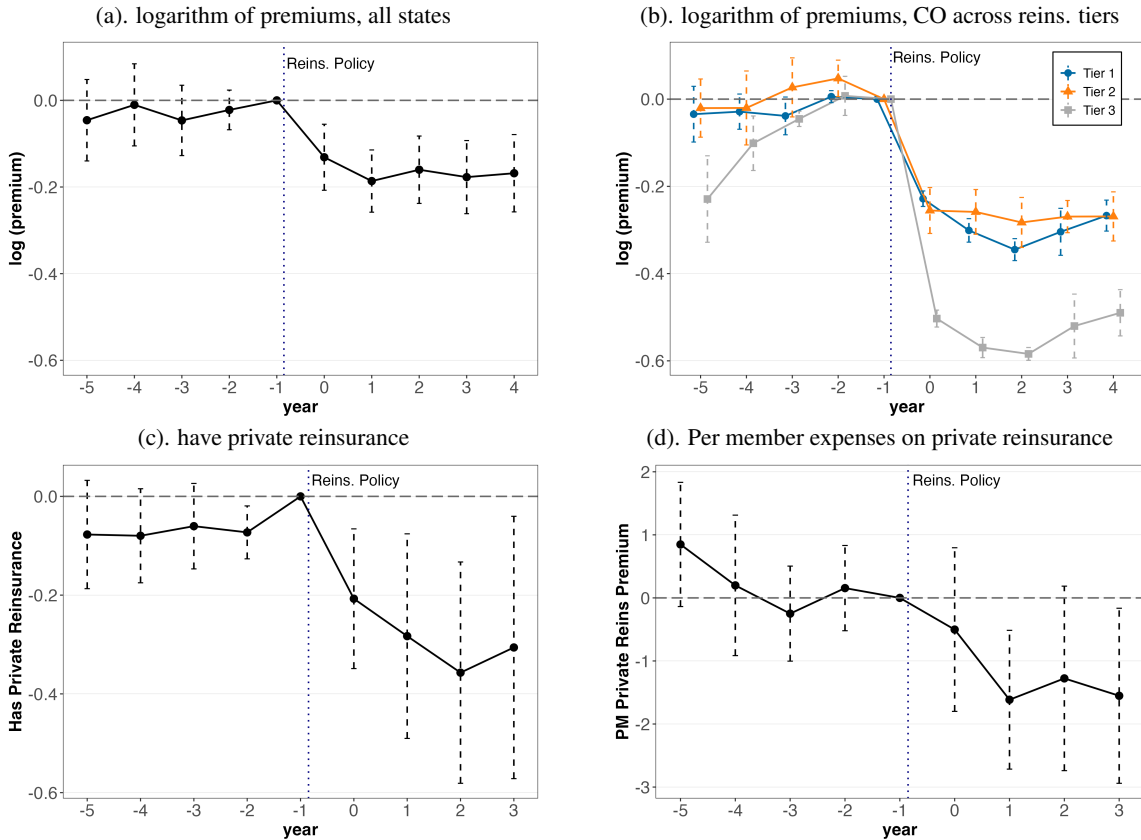 (a). logarithm of premiums, all states
Reins. Policy
log (premium)
0.0
-0.2
-0.4
-0.6
-5 -4 -3 -2 -1 0 1 2 3 4
year
(b). logarithm of premiums, CO across reins. tiers
Reins. Policy
Tier 1
Tier 2
Tier 3
log (premium)
0.0
-0.2
-0.4
-0.6
-5 -4 -3 -2 -1 0 1 2 3 4
year
(c). have private reinsurance
Reins. Policy
Has Private Reinsurance
0.0
-0.2
-0.4
-0.6
-5 -4 -3 -2 -1 0 1 2 3
year
(d). Per member expenses on private reinsurance
Reins. Policy
PM Private Reins Premium
2
1
0
-1
-2
-3
-5 -4 -3 -2 -1 0 1 2 3
year